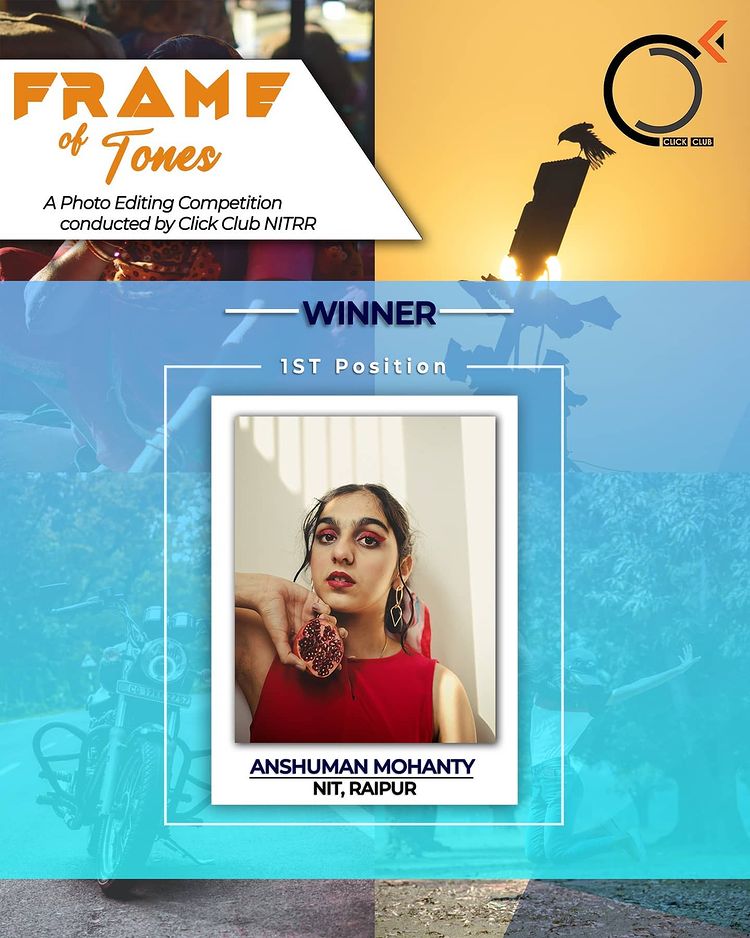 FRAME
of Tones
A Photo Editing Competition
conducted by Click Club NITRR
CLICK CLUB
WINNER
1ST Position
ANSHUMAN MOHANTY
NIT, RAIPUR